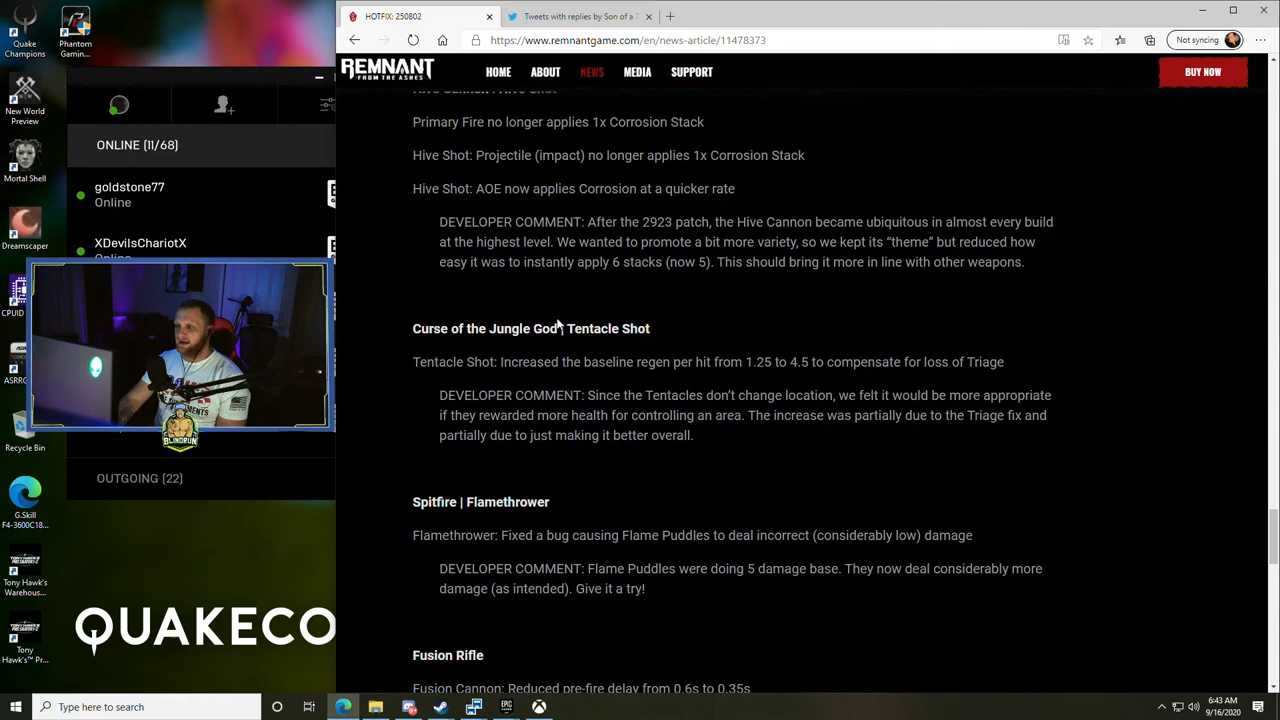 Quake Champions
Phantom Gamin...
HOTFIX: 250802
Tweets with replies by Son of a T
https://www.remnantgame.com/en/news-article/11478373
Not syncing
REMNANT
FROM THE ASHES
HOME ABOUT NEWS MEDIA SUPPORT
BUY NOW
New World Preview
ONLINE (11/68)
goldstone77
Online
Mortal Shell
XDevilsChariotX
Dreamscaper
Primary Fire no longer applies 1x Corrosion Stack
Hive Shot: Projectile (impact) no longer applies 1x Corrosion Stack
Hive Shot: AOE now applies Corrosion at a quicker rate
DEVELOPER COMMENT: After the 2923 patch, the Hive Cannon became ubiquitous in almost every build
at the highest level. We wanted to promote a bit more variety, so we kept its “theme” but reduced how
easy it was to instantly apply 6 stacks (now 5). This should bring it more in line with other weapons.
CPUID
ASRG
Recycle Bin
BLINDRUN
Curse of the Jungle God | Tentacle Shot
Tentacle Shot: Increased the baseline regen per hit from 1.25 to 4.5 to compensate for loss of Triage
DEVELOPER COMMENT: Since the Tentacles don’t change location, we felt it would be more appropriate
if they rewarded more health for controlling an area. The increase was partially due to the Triage fix and
partially due to just making it better overall.
OUTGOING (22)
G.Skill
F4-3600C18...
Spitfire | Flamethrower
Flamethrower: Fixed a bug causing Flame Puddles to deal incorrect (considerably low) damage
DEVELOPER COMMENT: Flame Puddles were doing 5 damage base. They now deal considerably more
damage (as intended). Give it a try!
Tony Hawk's
Warehous...
QUAKECO
Tony
Hawk's™ Pr...
Fusion Rifle
Fusion Cannon: Reduced pre-fire delay from 0.6s to 0.35s
Type here to search
EPIC GAMES
6:43 AM
9/16/2020